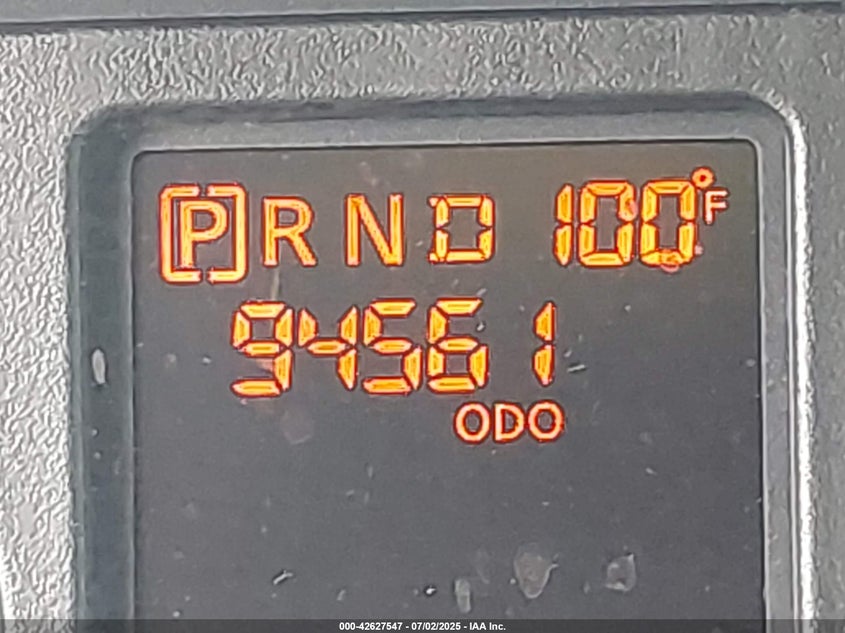 [P] R N D 100°F
94561
ODO
000-42627547 - 07/02/2025 - IAA Inc.